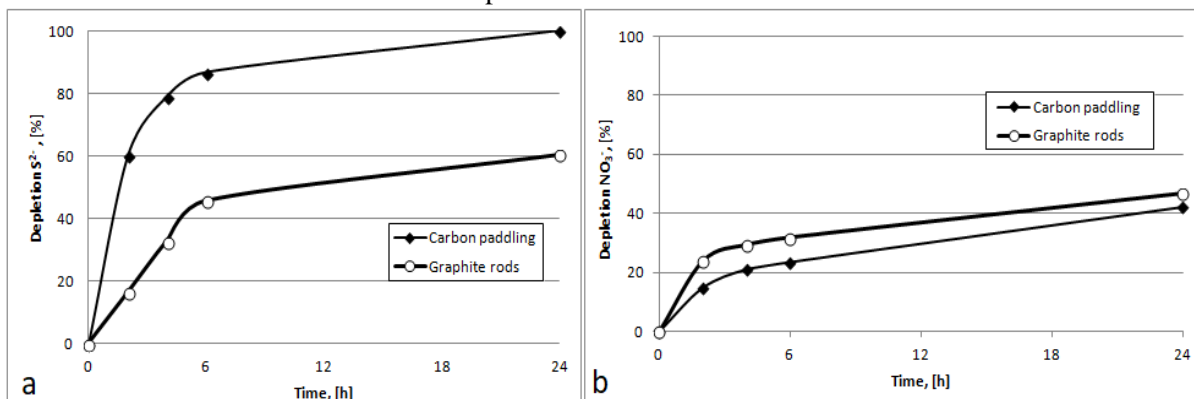 100
80
60
40
20
0
Depletion S²⁻, [%]
Carbon paddling
Graphite rods
0 6 12 18 24
Time, [h]
a
100
80
60
40
20
0
Depletion NO₃⁻, [%]
Carbon paddling
Graphite rods
0 6 12 18 24
Time, [h]
b